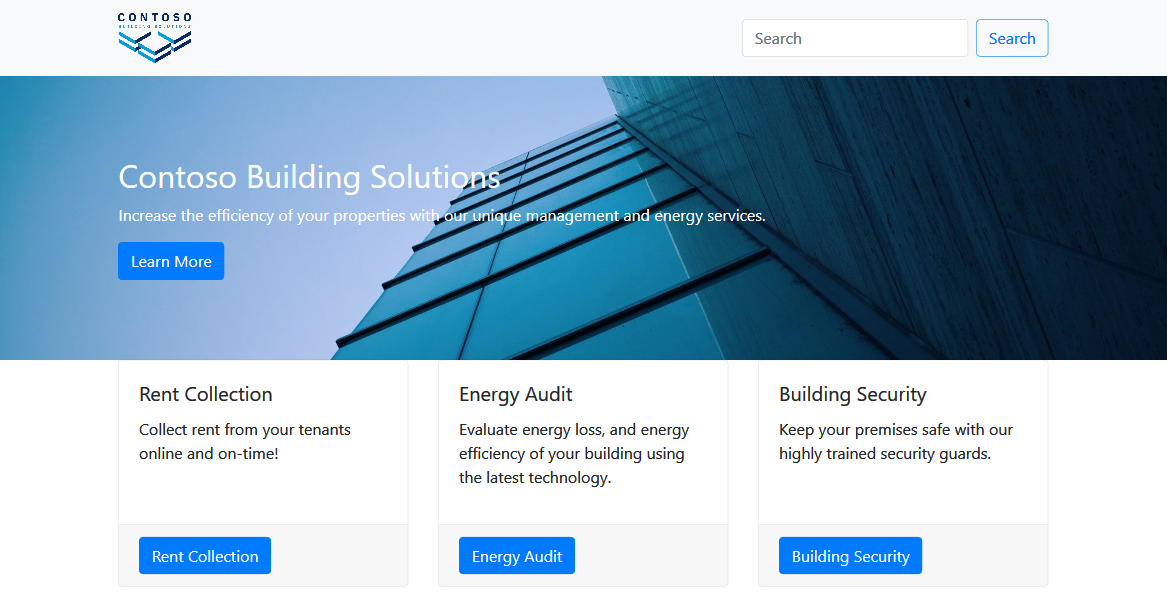 CONTOSO
BUILDING SOLUTIONS
Search
Search
Contoso Building Solutions
Increase the efficiency of your properties with our unique management and energy services.
Learn More
Rent Collection
Collect rent from your tenants
online and on-time!
Rent Collection
Energy Audit
Evaluate energy loss, and energy
efficiency of your building using
the latest technology.
Energy Audit
Building Security
Keep your premises safe with our
highly trained security guards.
Building Security